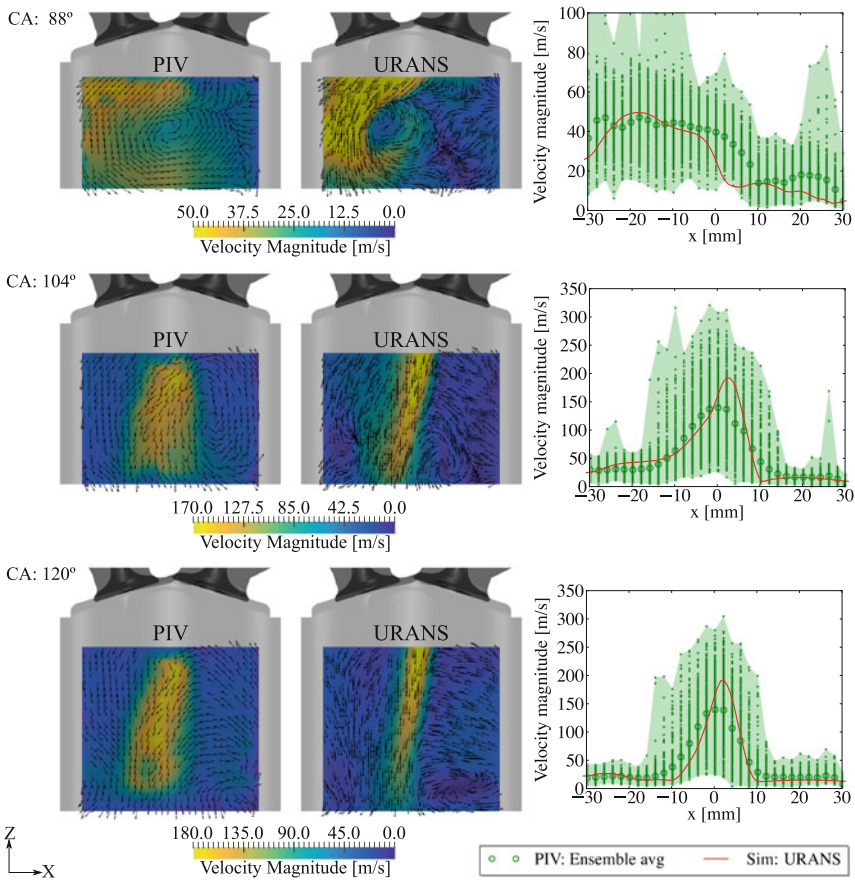 CA: 88º
PIV
URANS
50.0 37.5 25.0 12.5 0.0
Velocity Magnitude [m/s]
Velocity magnitude [m/s]
100
80
60
40
20
0
−30 −20 −10 0 10 20 30
x [mm]
CA: 104º
PIV
URANS
170.0 127.5 85.0 42.5 0.0
Velocity Magnitude [m/s]
Velocity magnitude [m/s]
350
300
250
200
150
100
50
0
−30 −20 −10 0 10 20 30
x [mm]
CA: 120º
PIV
URANS
180.0 135.0 90.0 45.0 0.0
Velocity Magnitude [m/s]
Velocity magnitude [m/s]
350
300
250
200
150
100
50
0
−30 −20 −10 0 10 20 30
x [mm]
Z
X
PIV: Ensemble avg
Sim: URANS